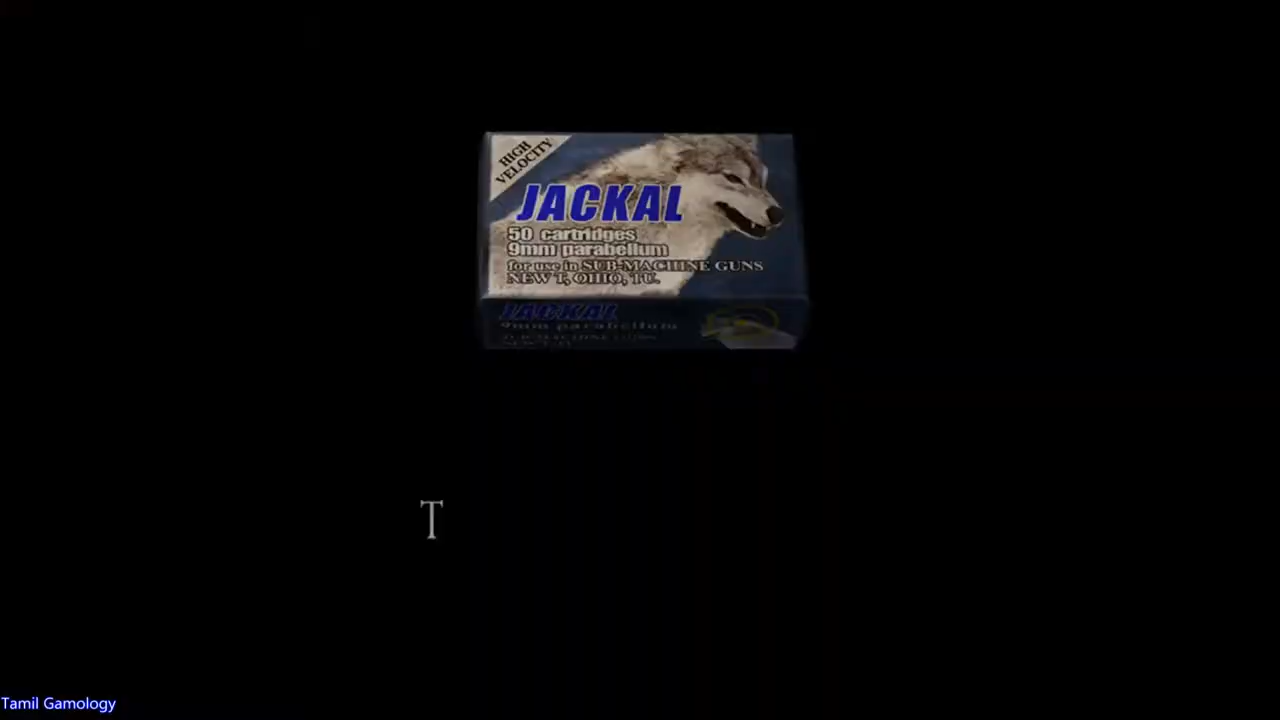 HIGH
VELOCITY
JACKAL
50 cartridges
9mm parabellum
for use in SUB-MACHINE GUNS
NEW T, OHIO, TU.
JACKAL
9mm parabellum
T
Tamil Gamology